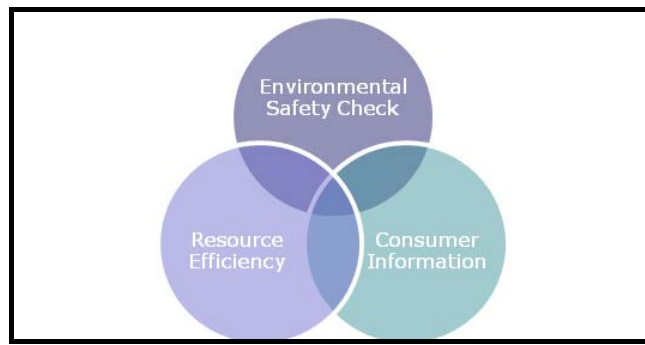 Environmental
Safety Check
Resource
Efficiency
Consumer
Information